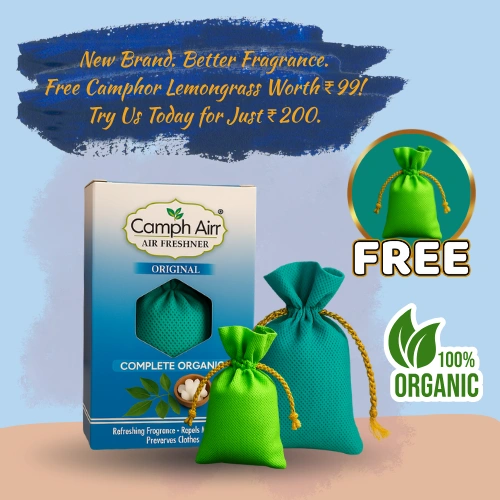 New Brand. Better Fragrance.
Free Camphor Lemongrass Worth ₹ 99!
Try Us Today for Just ₹ 200.
Camph Airr®
AIR FRESHNER
ORIGINAL
COMPLETE ORGANIC
Refreshing Fragrance • Repels
Preverves Clothes
FREE
100%
ORGANIC